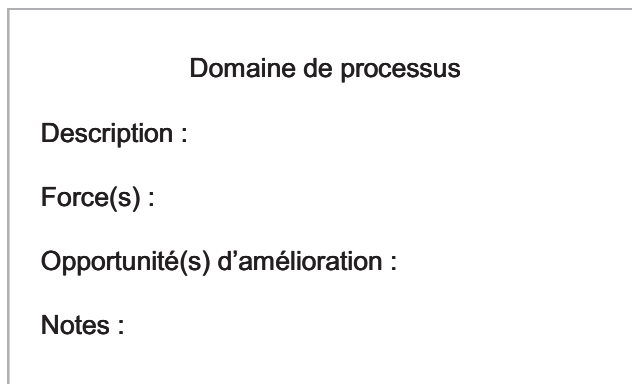 Domaine de processus
Description :
Force(s) :
Opportunité(s) d’amélioration :
Notes :